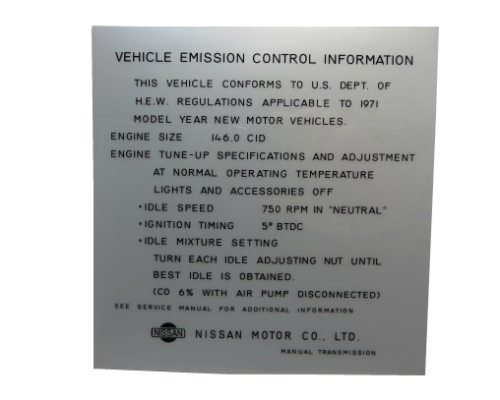 VEHICLE EMISSION CONTROL INFORMATION
THIS VEHICLE CONFORMS TO U.S. DEPT. OF
H.E.W. REGULATIONS APPLICABLE TO 1971
MODEL YEAR NEW MOTOR VEHICLES.
ENGINE SIZE 146.0 CID
ENGINE TUNE-UP SPECIFICATIONS AND ADJUSTMENT
AT NORMAL OPERATING TEMPERATURE
LIGHTS AND ACCESSORIES OFF
•IDLE SPEED 750 RPM IN "NEUTRAL"
•IGNITION TIMING 5° BTDC
•IDLE MIXTURE SETTING
TURN EACH IDLE ADJUSTING NUT UNTIL
BEST IDLE IS OBTAINED.
(CO 6% WITH AIR PUMP DISCONNECTED)
SEE SERVICE MANUAL FOR ADDITIONAL INFORMATION
NISSAN NISSAN MOTOR CO., LTD.
MANUAL TRANSMISSION